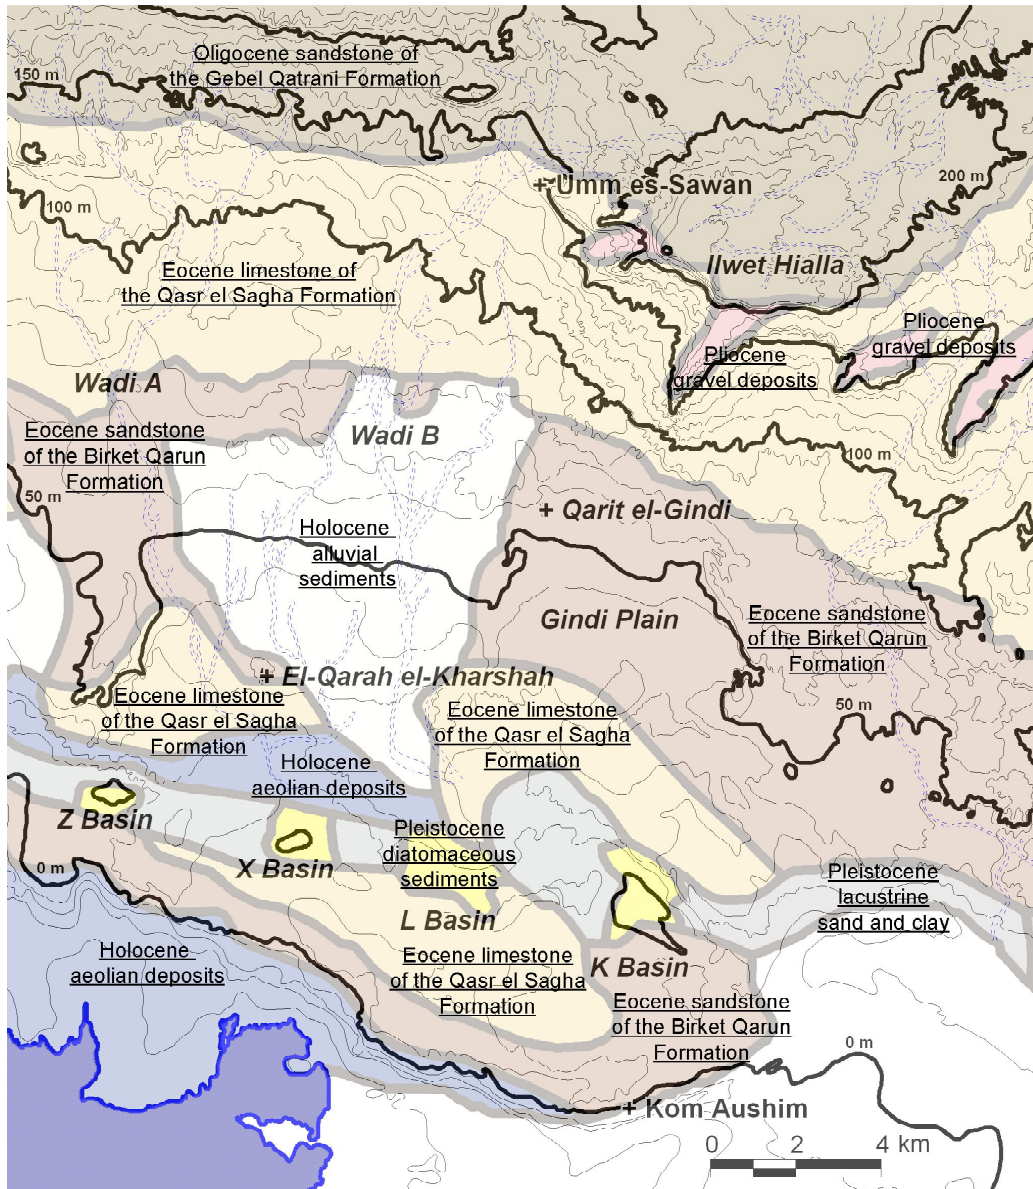 Oligocene sandstone of
the Gebel Qatrani Formation
150 m
200 m
Umm es-Sawan
100 m
Ilwet Hialla
Eocene limestone of
the Qasr el Sagha Formation
Pliocene
gravel deposits
Pliocene
gravel deposits
Wadi A
Wadi B
Eocene sandstone
of the Birket Qarun
Formation
100 m
50 m
Qarit el-Gindi
Holocene
alluvial
sediments
Gindi Plain
Eocene sandstone
of the Birket Qarun
Formation
El-Qarah el-Kharshah
Eocene limestone
of the Qasr el Sagha
Formation
Eocene limestone
of the Qasr el Sagha
Formation
50 m
Holocene
aeolian deposits
Z Basin
Pleistocene
diatomaceous
sediments
X Basin
0 m
Pleistocene
lacustrine
sand and clay
L Basin
Holocene
aeolian deposits
Eocene limestone
of the Qasr el Sagha
Formation
K Basin
Eocene sandstone
of the Birket Qarun
Formation
0 m
Kom Aushim
0 2 4 km